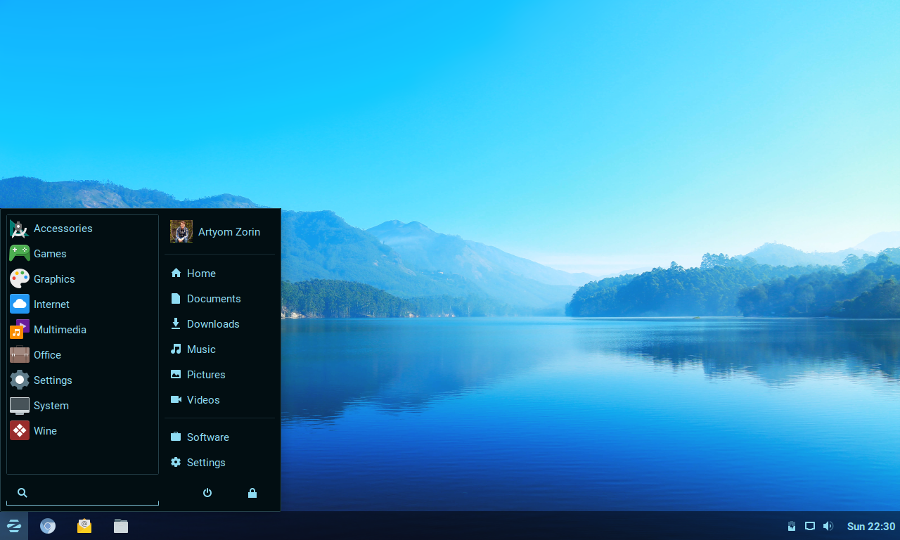 Accessories
Games
Graphics
Internet
Multimedia
Office
Settings
System
Wine
Artyom Zorin
Home
Documents
Downloads
Music
Pictures
Videos
Software
Settings
Sun 22:30